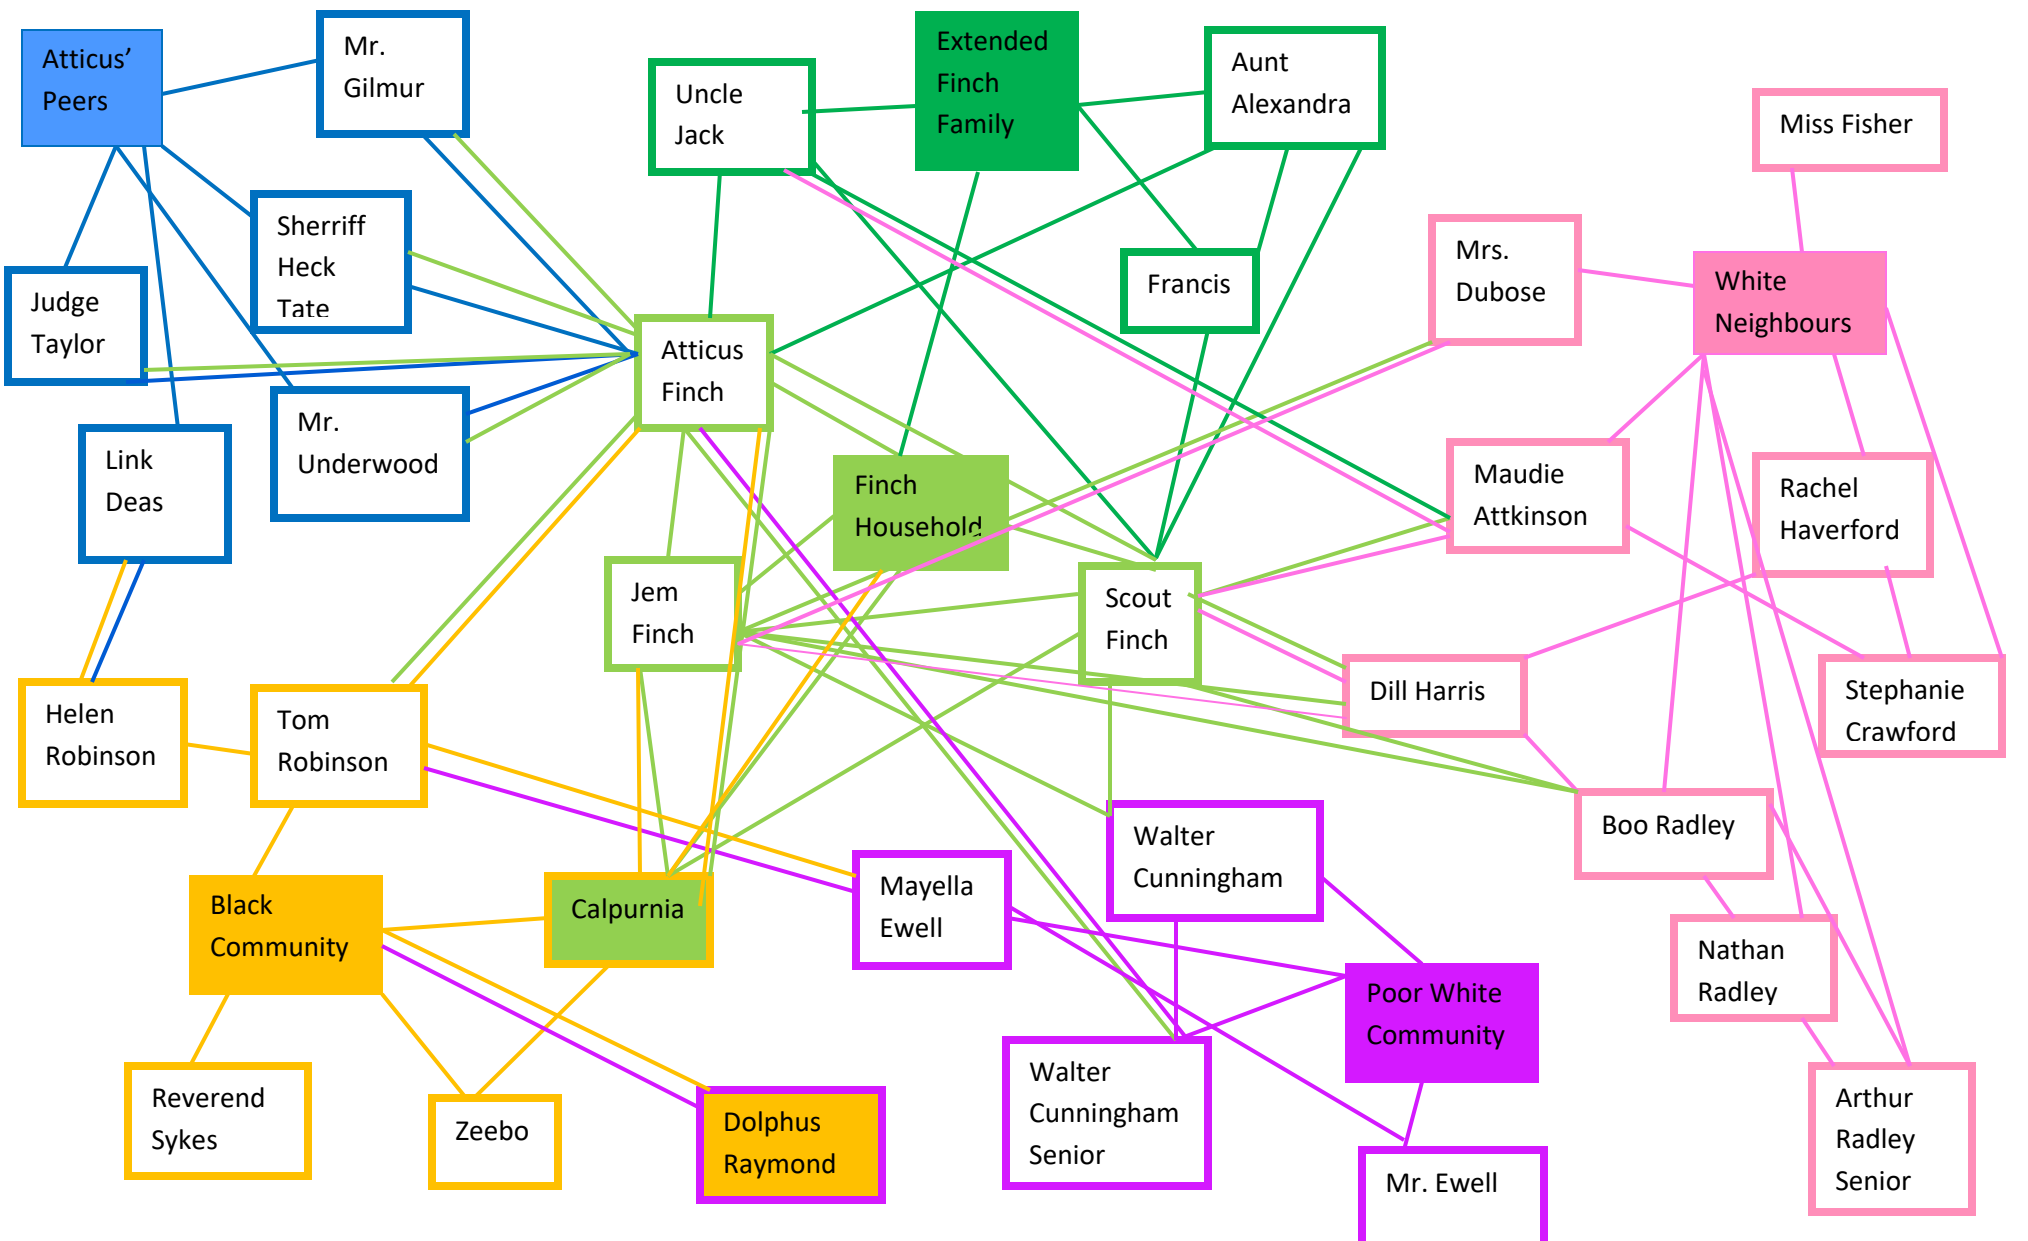 Atticus’
Peers
Mr.
Gilmur
Uncle
Jack
Extended
Finch
Family
Aunt
Alexandra
Miss Fisher
Sherriff
Heck
Tate
Judge
Taylor
Francis
Mrs.
Dubose
White
Neighbours
Atticus
Finch
Mr.
Underwood
Link
Deas
Finch
Household
Maudie
Attkinson
Rachel
Haverford
Jem
Finch
Scout
Finch
Dill Harris
Stephanie
Crawford
Helen
Robinson
Tom
Robinson
Boo Radley
Walter
Cunningham
Mayella
Ewell
Black
Community
Calpurnia
Nathan
Radley
Poor White
Community
Reverend
Sykes
Zeebo
Dolphus
Raymond
Walter
Cunningham
Senior
Mr. Ewell
Arthur
Radley
Senior